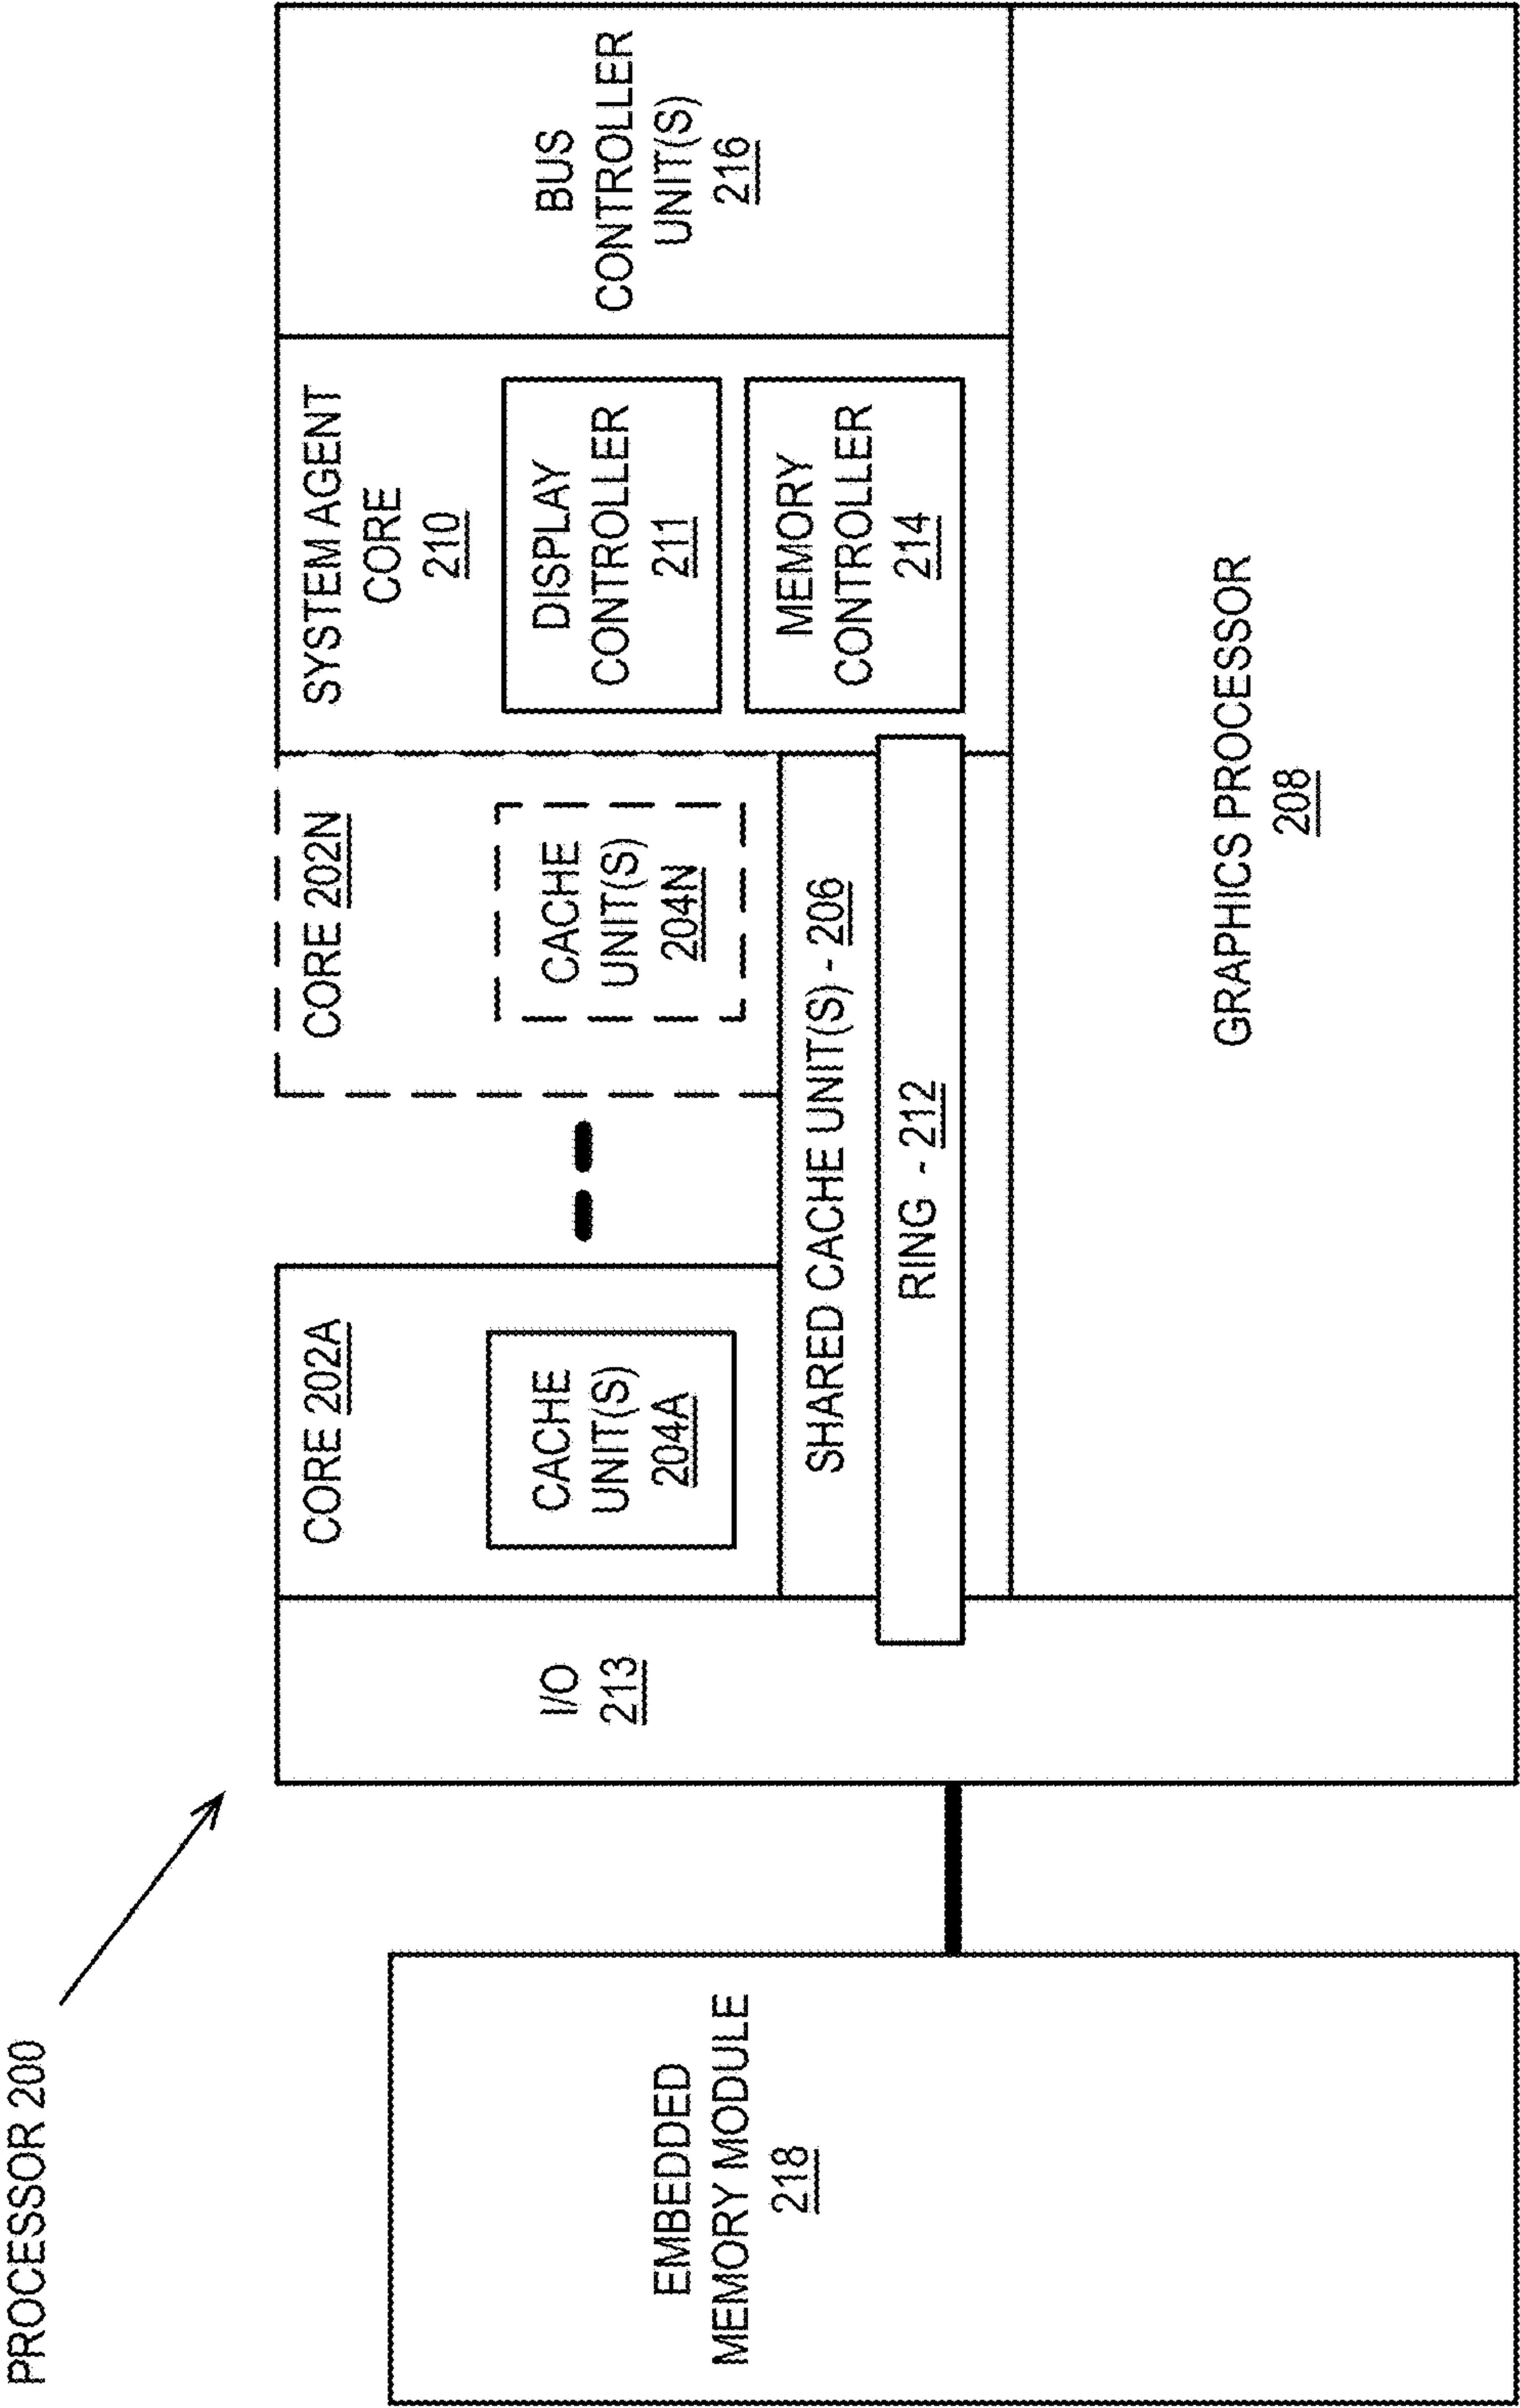 PROCESSOR 200
EMBEDDED
MEMORY MODULE
218
I/O
213
CORE 202A
CACHE
UNIT(S)
204A
CORE 202N
CACHE
UNIT(S)
204N
SHARED CACHE UNIT(S) - 206
RING - 212
SYSTEM AGENT
CORE
210
DISPLAY
CONTROLLER
211
MEMORY
CONTROLLER
214
BUS
CONTROLLER
UNIT(S)
216
GRAPHICS PROCESSOR
208